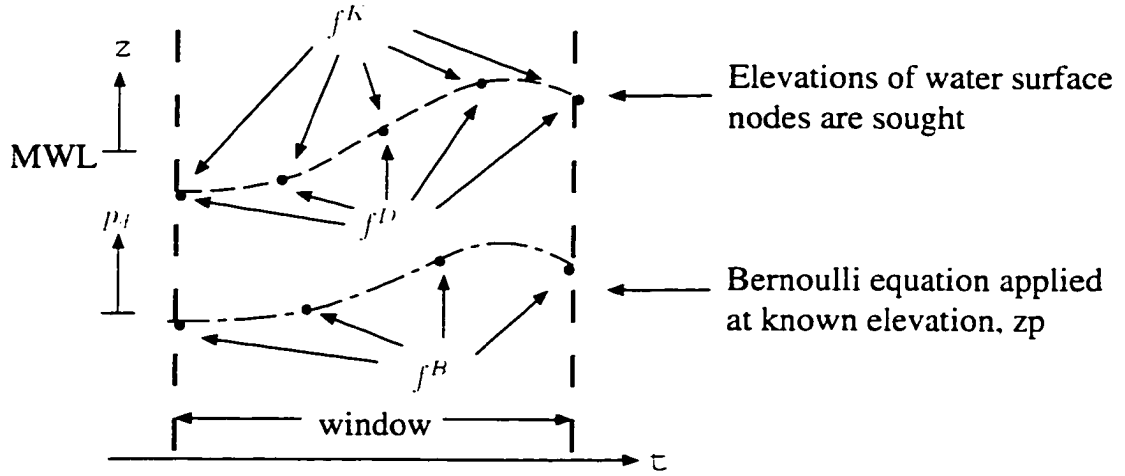 f^K
z
Elevations of water surface
nodes are sought
MWL
p_d
f^D
Bernoulli equation applied
at known elevation, zp
f^B
window
t